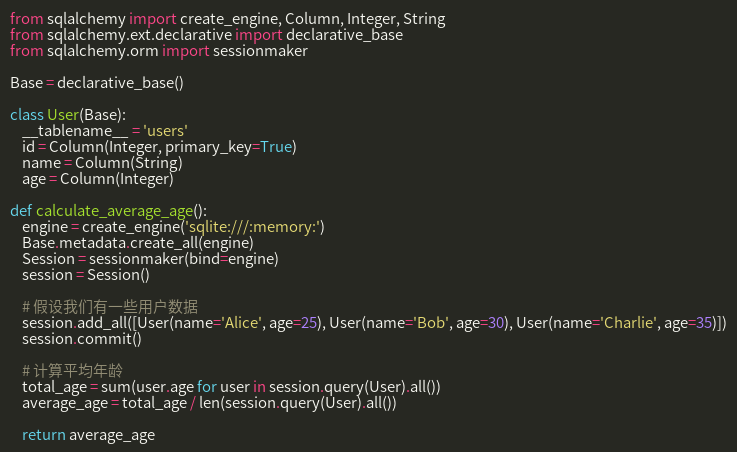 from sqlalchemy import create_engine, Column, Integer, String
from sqlalchemy.ext.declarative import declarative_base
from sqlalchemy.orm import sessionmaker
Base = declarative_base()
class User(Base):
__tablename__ = 'users'
id = Column(Integer, primary_key=True)
name = Column(String)
age = Column(Integer)
def calculate_average_age():
engine = create_engine('sqlite:///:memory:')
Base.metadata.create_all(engine)
Session = sessionmaker(bind=engine)
session = Session()
# 假设我们有一些用户数据
session.add_all([User(name='Alice', age=25), User(name='Bob', age=30), User(name='Charlie', age=35)])
session.commit()
# 计算平均年龄
total_age = sum(user.age for user in session.query(User).all())
average_age = total_age / len(session.query(User).all())
return average_age